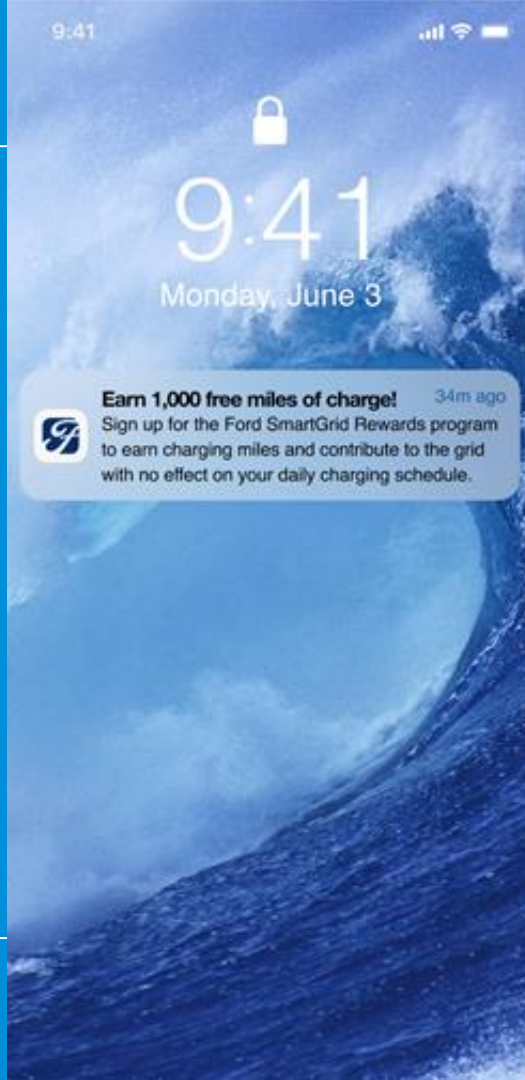 9:41
9:41
Monday, June 3
Earn 1,000 free miles of charge! 34m ago
Sign up for the Ford SmartGrid Rewards program
to earn charging miles and contribute to the grid
with no effect on your daily charging schedule.